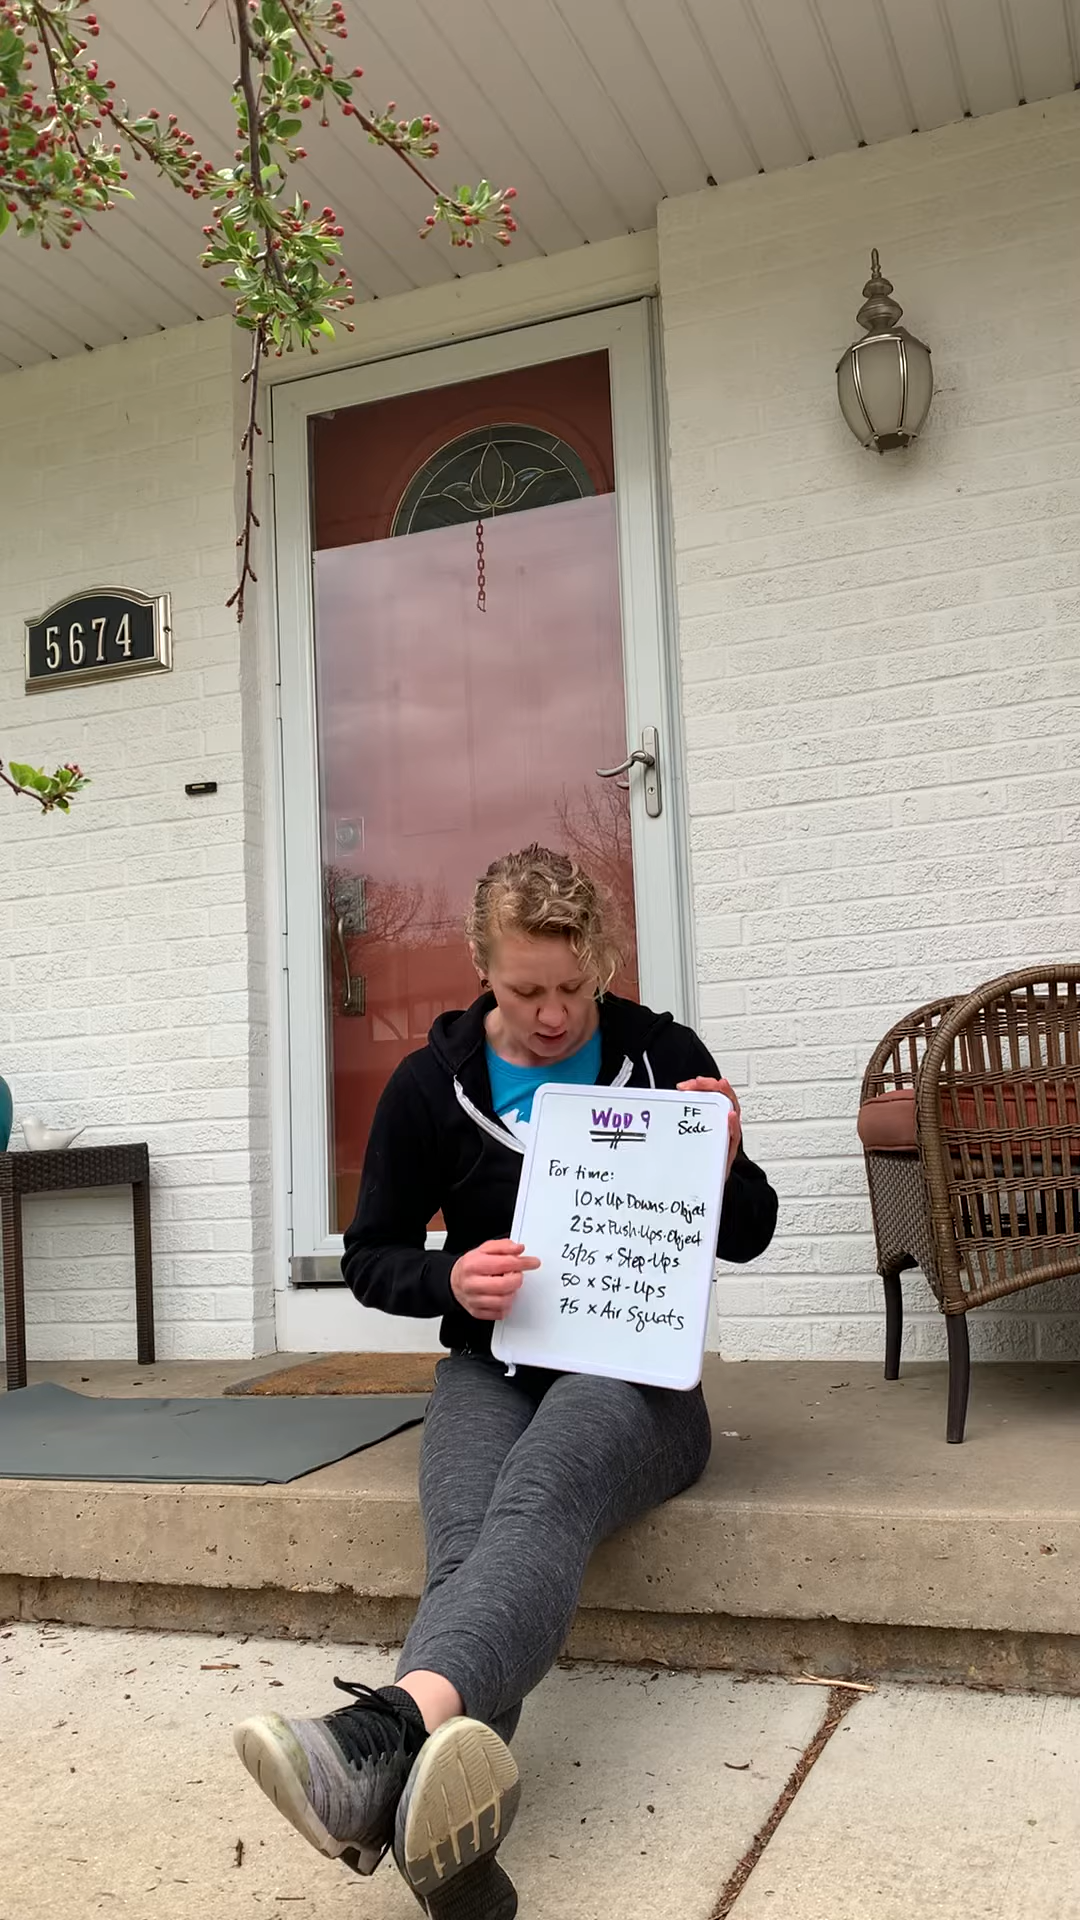 5674
WOD 9
FF
Sede
For time:
10 x Up Downs-Object
25 x Push-Ups-Object
25/25 x Step-Ups
50 x Sit-Ups
75 x Air Squats